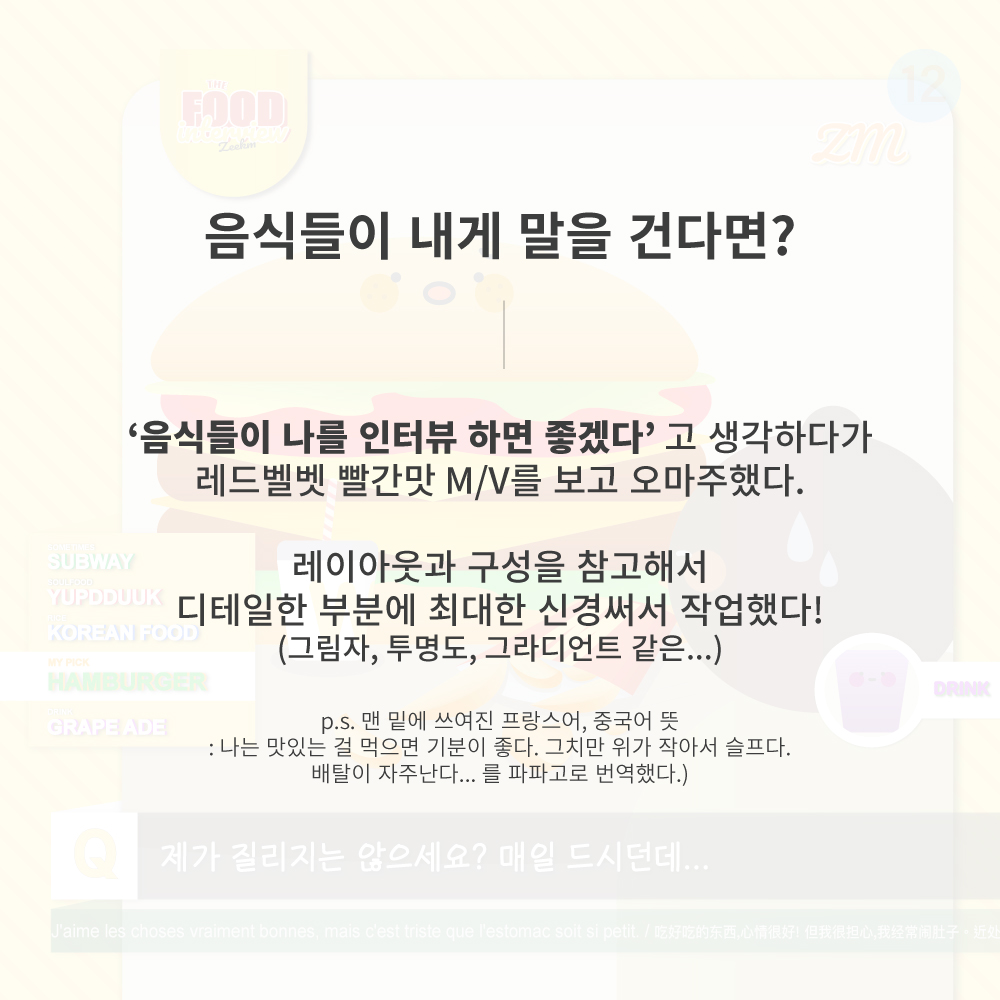 THE
FOOD
interview
12
ZM
음식들이 내게 말을 건다면?
‘음식들이 나를 인터뷰 하면 좋겠다’ 고 생각하다가
레드벨벳 빨간맛 M/V를 보고 오마주했다.
레이아웃과 구성을 참고해서
디테일한 부분에 최대한 신경써서 작업했다!
(그림자, 투명도, 그라디언트 같은...)
SUBWAY
YUPDDUUK
KOREAN FOOD
MY PICK
HAMBURGER
GRAPE ADE
DRINK
p.s. 맨 밑에 쓰여진 프랑스어, 중국어 뜻
: 나는 맛있는 걸 먹으면 기분이 좋다. 그치만 위가 작아서 슬프다.
배탈이 자주난다... 를 파파고로 번역했다.)
Q
제가 질리지는 않으세요? 매일 드시던데...
J'aime les choses vraiment bonnes, mais c'est triste que l'estomac soit si petit. / 吃好吃的东西,心情很好! 但我很担心,我经常闹肚子。近处